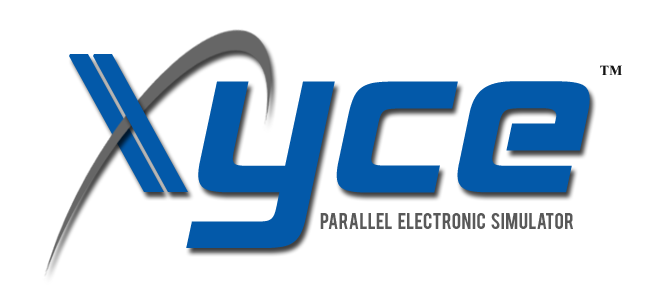 Xyce™
PARALLEL ELECTRONIC SIMULATOR